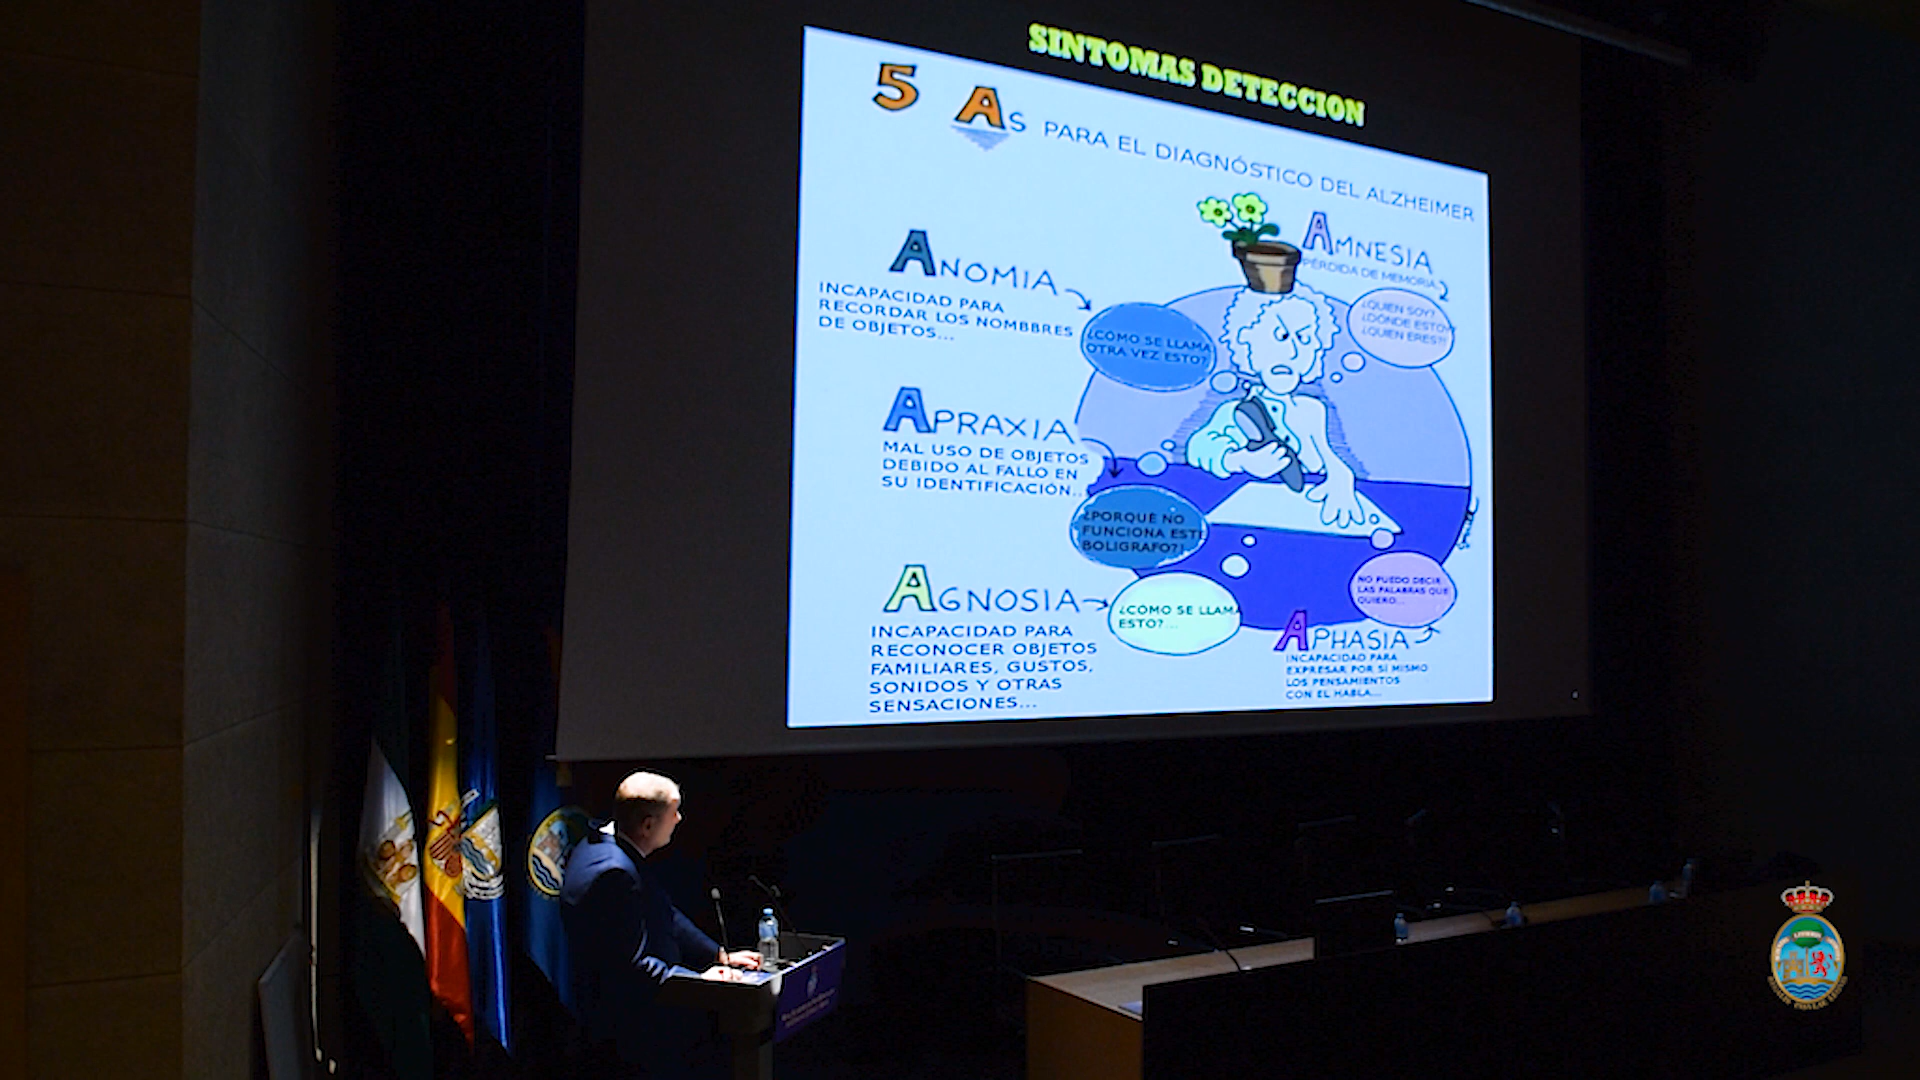 SINTOMAS DETECCION
5 AS PARA EL DIAGNÓSTICO DEL ALZHEIMER
ANOMIA
INCAPACIDAD PARA
RECORDAR LOS NOMBBRES
DE OBJETOS...
¿CÓMO SE LLAMA
OTRA VEZ ESTO?
AMNESIA
PÉRDIDA DE MEMORIA
¿QUIEN SOY?
¿DÓNDE ESTOY
¿QUIEN ERES?!
APRAXIA
MAL USO DE OBJETOS
DEBIDO AL FALLO EN
SU IDENTIFICACIÓN...
¿PORQUÉ NO
FUNCIONA ESTE
BOLIGRAFO?!
AGNOSIA
INCAPACIDAD PARA
RECONOCER OBJETOS
FAMILIARES, GUSTOS,
SONIDOS Y OTRAS
SENSACIONES...
¿CÓMO SE LLAMA
ESTO?...
NO PUEDO DECIR
LAS PALABRAS QUE
QUIERO...
APHASIA
INCAPACIDAD PARA
EXPRESAR POR SÍ MISMO
LOS PENSAMIENTOS
CON EL HABLA...